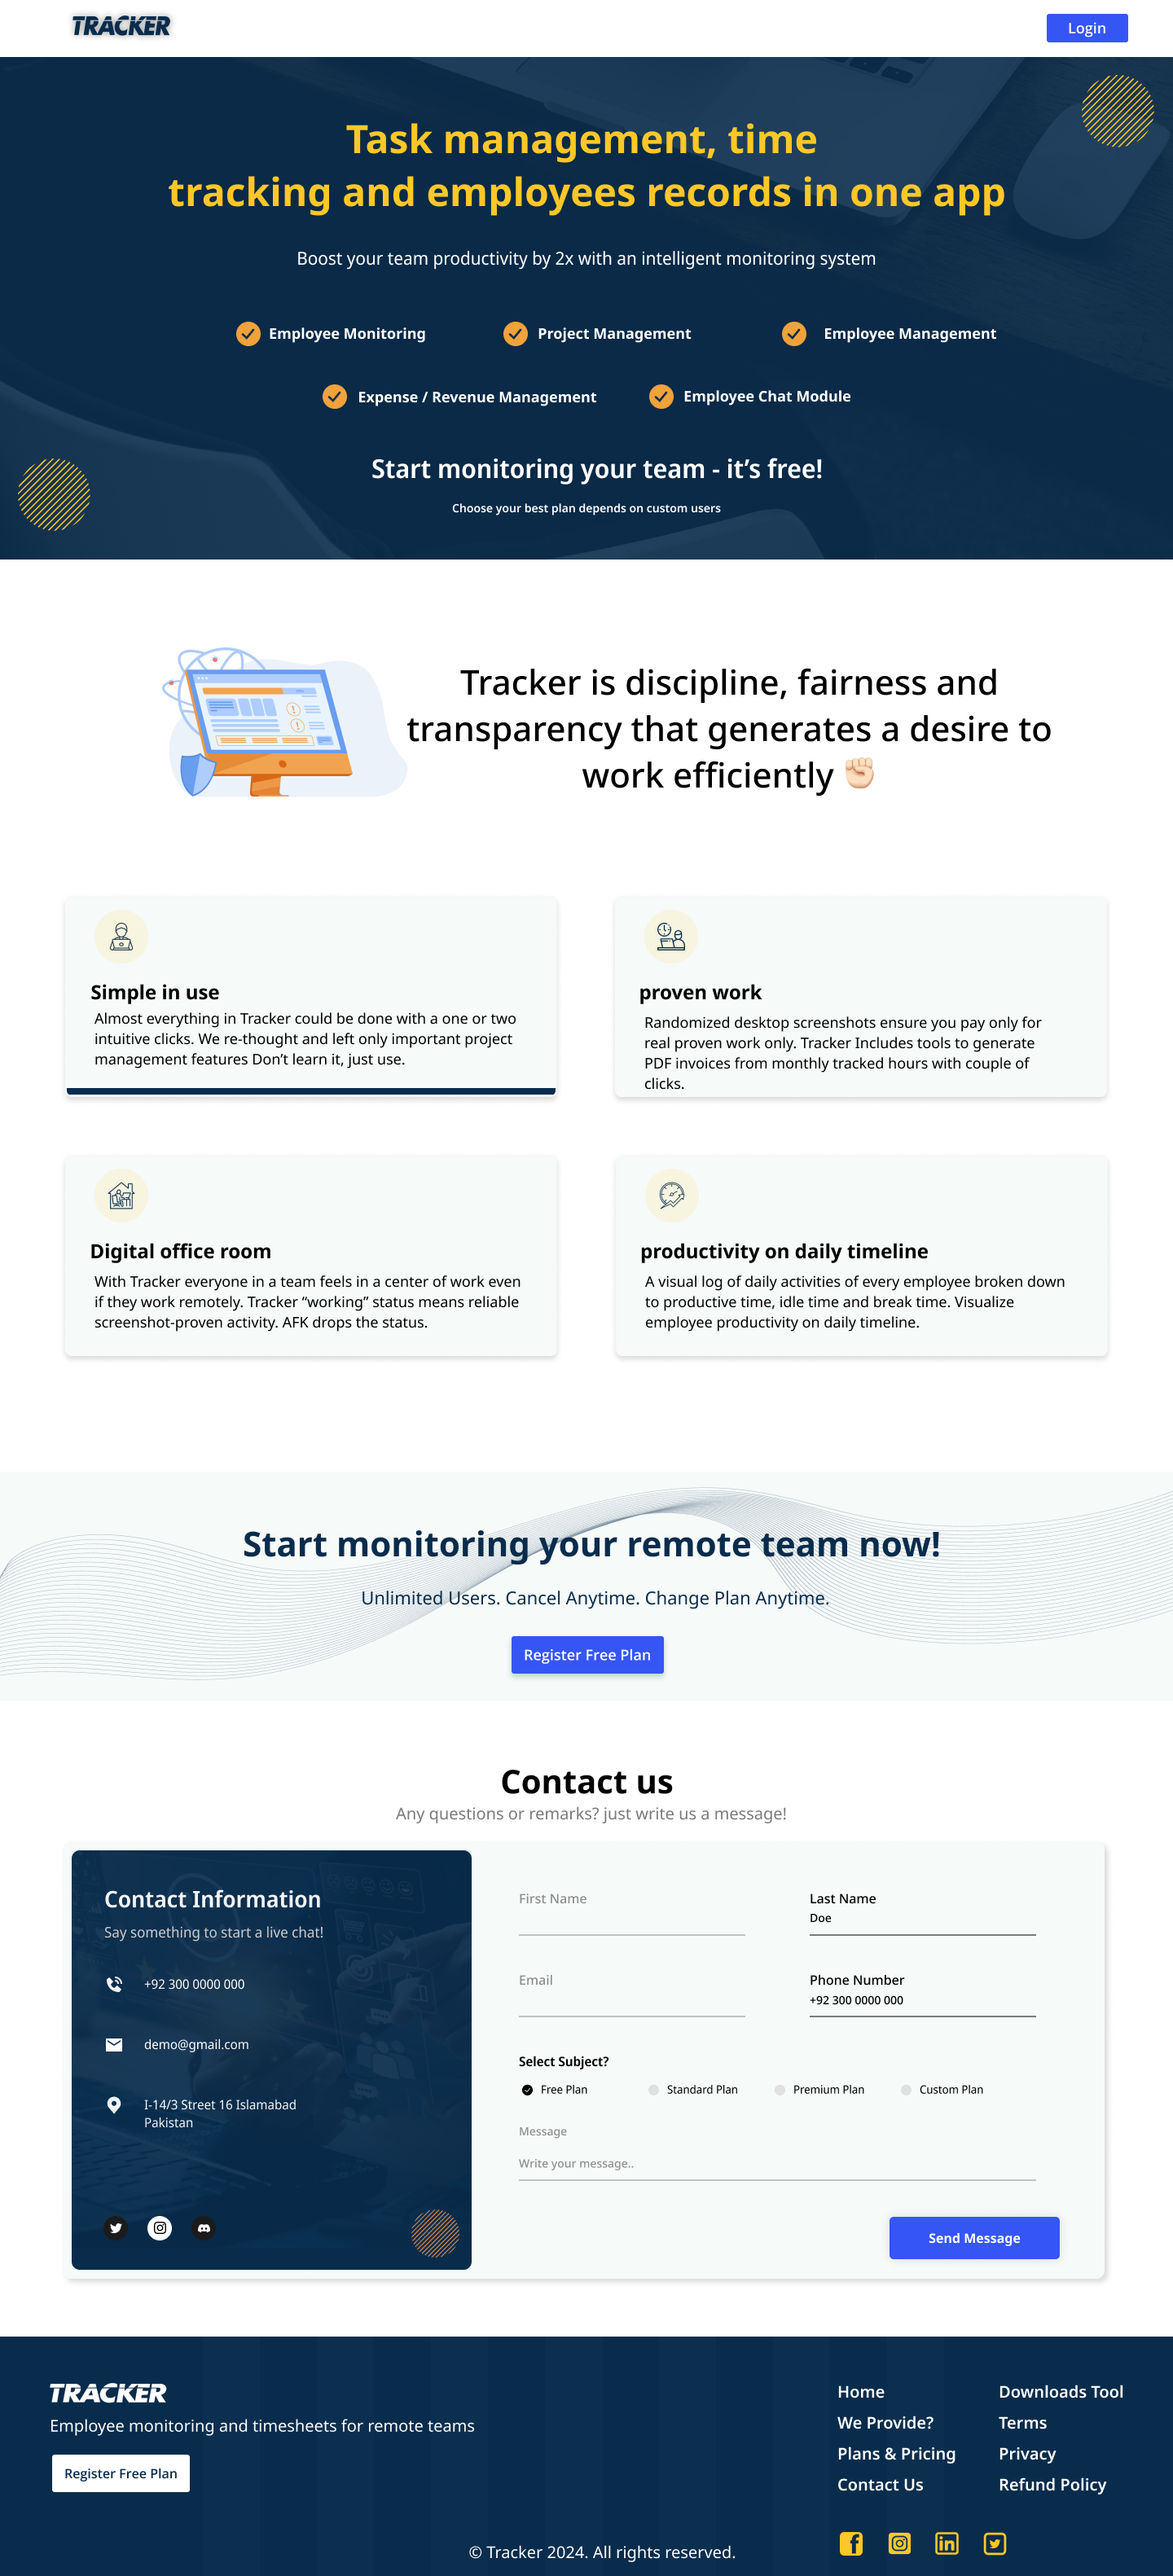 TRACKER
Login
Task management, time
tracking and employees records in one app
Boost your team productivity by 2x with an intelligent monitoring system
Employee Monitoring
Project Management
Employee Management
Expense / Revenue Management
Employee Chat Module
Start monitoring your team - it’s free!
Choose your best plan depends on custom users
Tracker is discipline, fairness and
transparency that generates a desire to
work efficiently ✊🏻
Simple in use
Almost everything in Tracker could be done with a one or two
intuitive clicks. We re-thought and left only important project
management features Don’t learn it, just use.
proven work
Randomized desktop screenshots ensure you pay only for
real proven work only. Tracker Includes tools to generate
PDF invoices from monthly tracked hours with couple of
clicks.
Digital office room
With Tracker everyone in a team feels in a center of work even
if they work remotely. Tracker “working” status means reliable
screenshot-proven activity. AFK drops the status.
productivity on daily timeline
A visual log of daily activities of every employee broken down
to productive time, idle time and break time. Visualize
employee productivity on daily timeline.
Start monitoring your remote team now!
Unlimited Users. Cancel Anytime. Change Plan Anytime.
Register Free Plan
Contact us
Any questions or remarks? just write us a message!
Contact Information
Say something to start a live chat!
+92 300 0000 000
demo@gmail.com
I-14/3 Street 16 Islamabad
Pakistan
First Name
Last Name
Doe
Email
Phone Number
+92 300 0000 000
Select Subject?
Free Plan
Standard Plan
Premium Plan
Custom Plan
Message
Write your message..
Send Message
TRACKER
Employee monitoring and timesheets for remote teams
Register Free Plan
Home
We Provide?
Plans & Pricing
Contact Us
Downloads Tool
Terms
Privacy
Refund Policy
© Tracker 2024. All rights reserved.